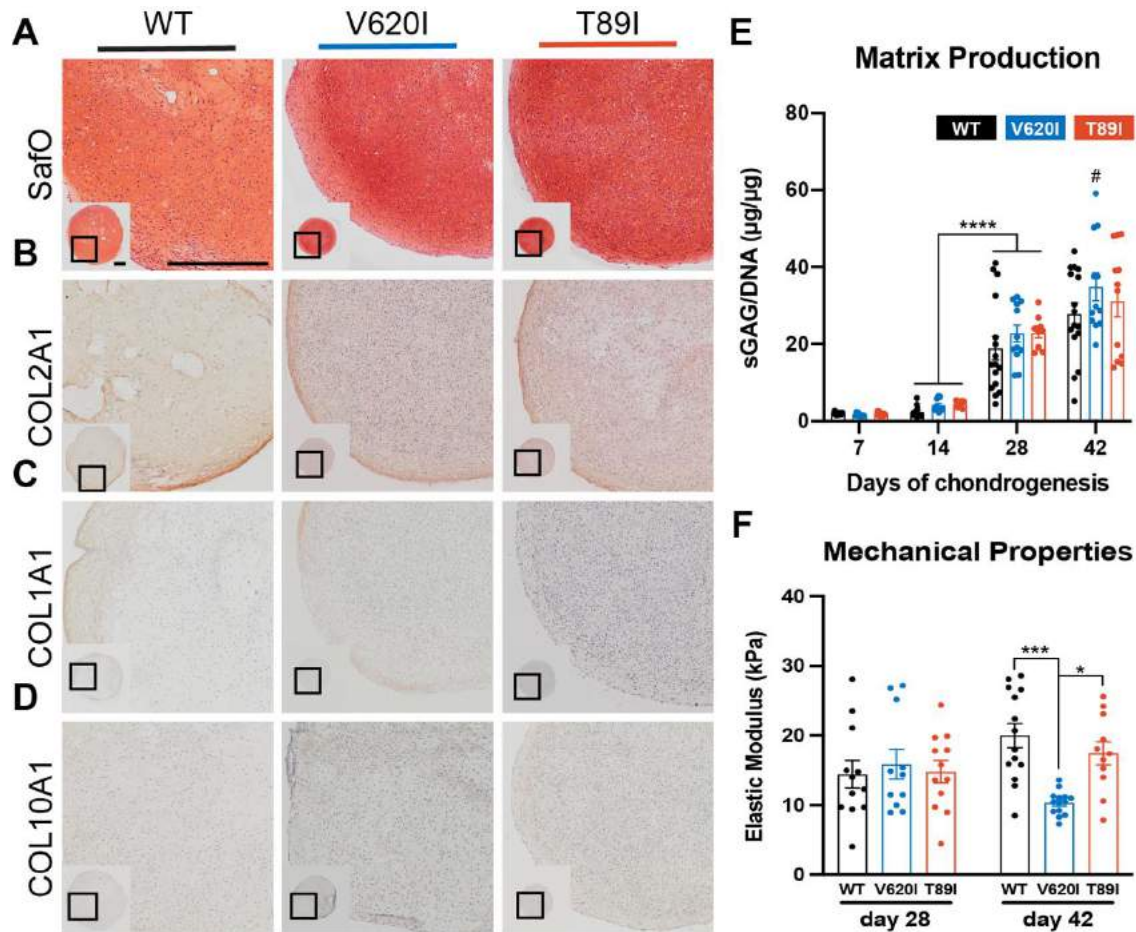 A
WT
V620I
T89I
SafO
B
COL2A1
C
COL1A1
D
COL10A1
E
Matrix Production
WT
V620I
T89I
80
60
40
20
0
sGAG/DNA (µg/µg)
****
#
7
14
28
42
Days of chondrogenesis
F
Mechanical Properties
40
30
20
10
0
Elastic Modulus (kPa)
***
*
WT
V620I
T89I
WT
V620I
T89I
day 28
day 42